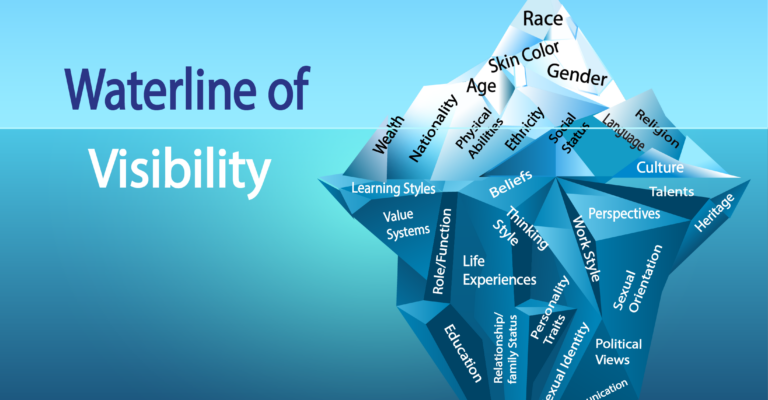 Waterline of
Visibility
Race
Skin Color
Gender
Age
Wealth
Nationality
Physical
Abilities
Ethnicity
Social
Status
Language
Religion
Culture
Learning Styles
Beliefs
Talents
Value
Systems
Role/Function
Thinking
Style
Work Style
Perspectives
Heritage
Life
Experiences
Sexual
Orientation
Personality
Traits
Education
Relationship/
family Status
exual Identity
Political
Views
unication